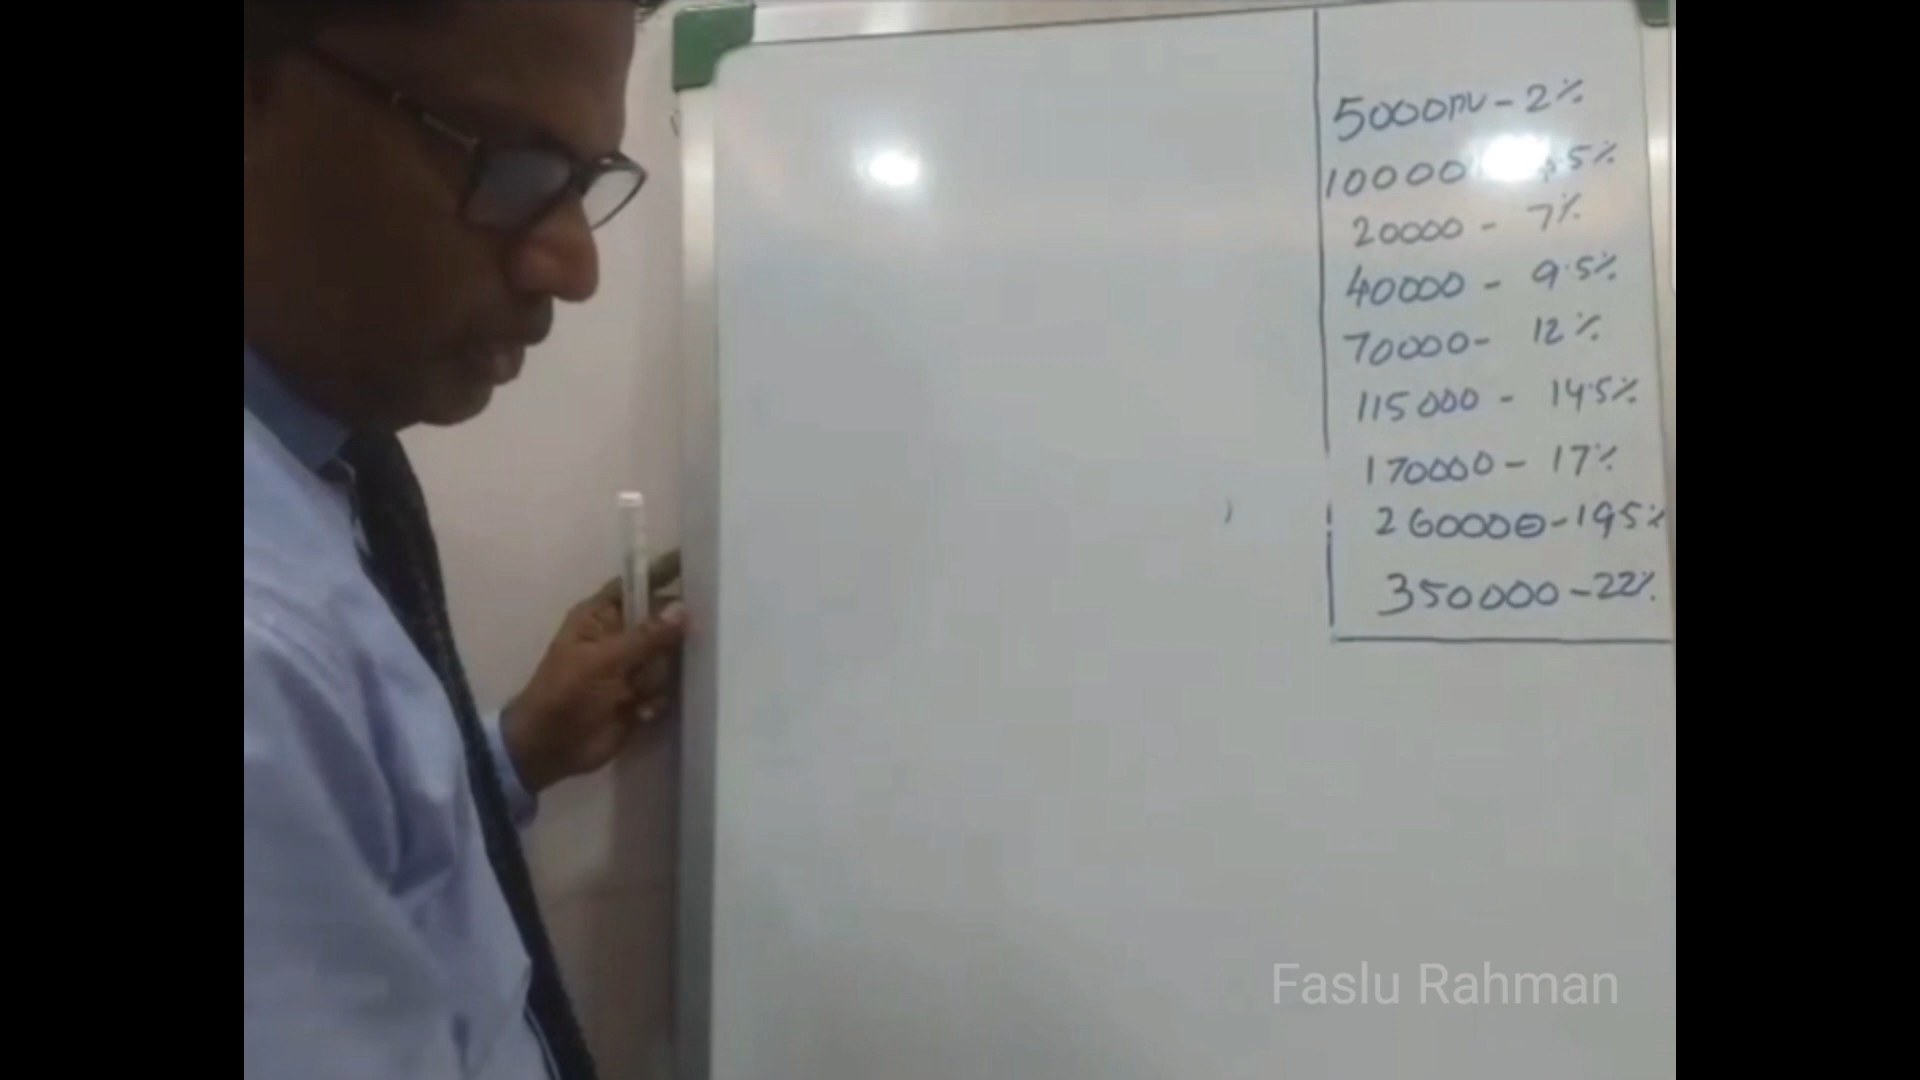 5000PV - 2%
10000 .5%
20000 - 7%
40000 - 9.5%
70000 - 12%
115000 - 14.5%
170000 - 17%
260000 - 19.5%
350000 - 22%
Faslu Rahman